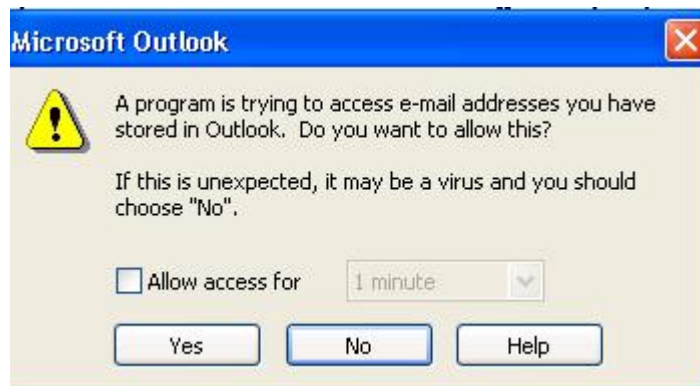 Microsoft Outlook
A program is trying to access e-mail addresses you have
stored in Outlook. Do you want to allow this?
If this is unexpected, it may be a virus and you should
choose "No".
Allow access for 1 minute
Yes No Help